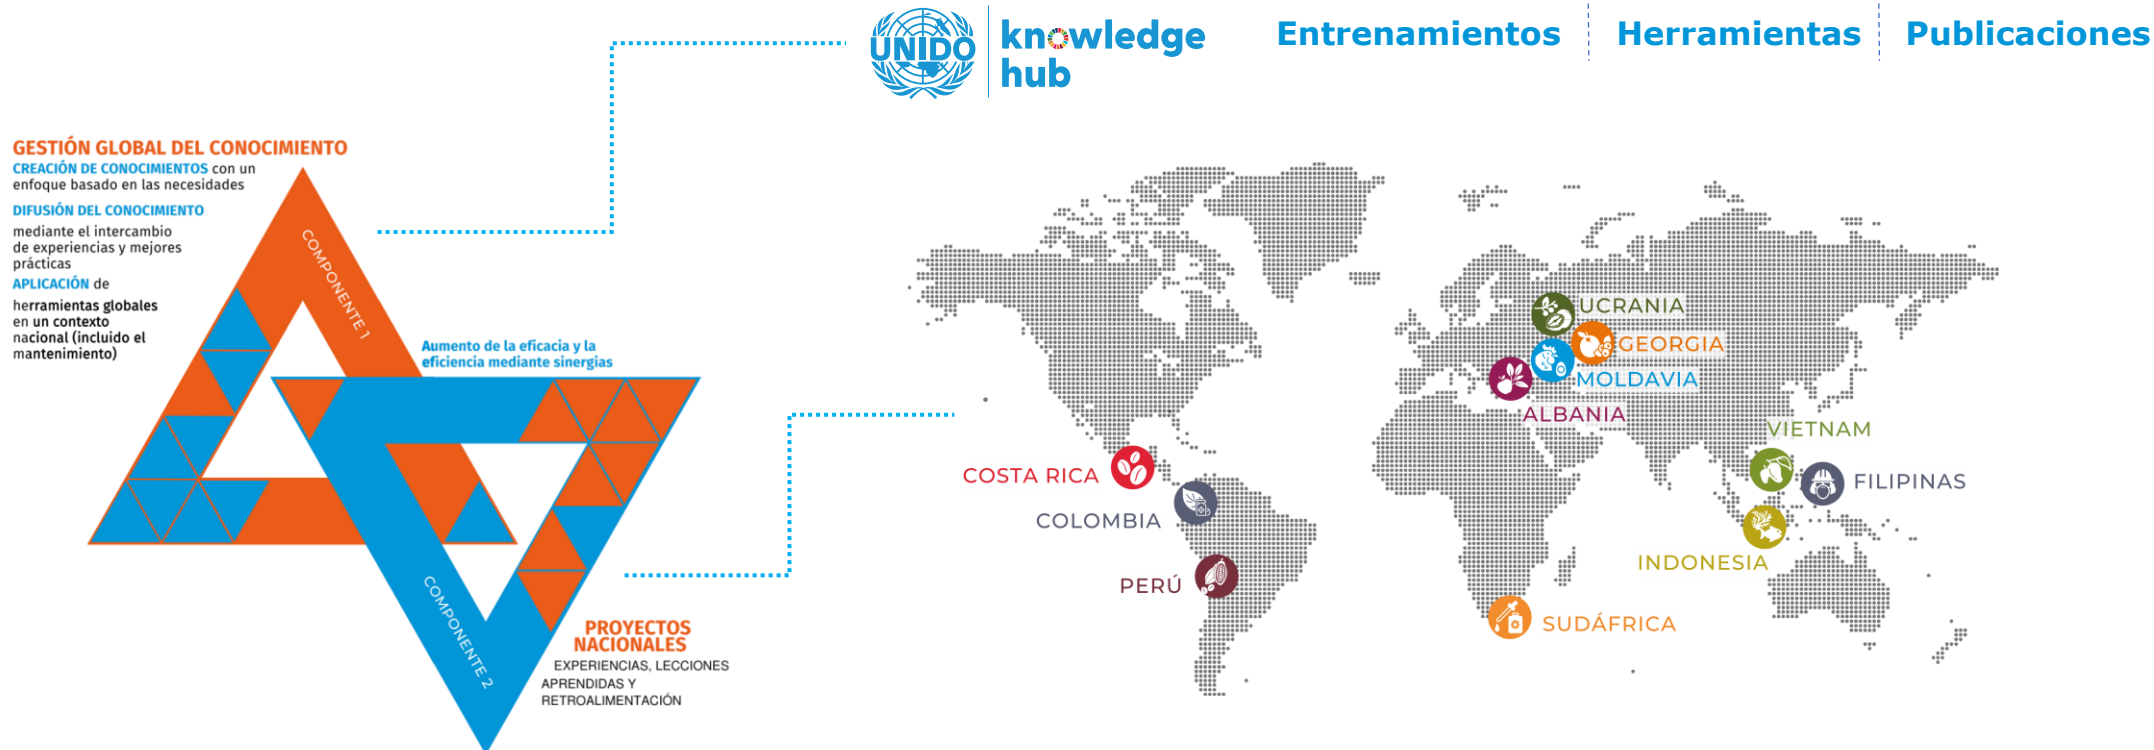 UNIDO
knowledge
hub
Entrenamientos
Herramientas
Publicaciones
GESTIÓN GLOBAL DEL CONOCIMIENTO
CREACIÓN DE CONOCIMIENTOS con un
enfoque basado en las necesidades
DIFUSIÓN DEL CONOCIMIENTO
mediante el intercambio
de experiencias y mejores
prácticas
APLICACIÓN de
herramientas globales
en un contexto
nacional (incluido el
mantenimiento)
COMPONENTE 1
Aumento de la eficacia y la
eficiencia mediante sinergias
COMPONENTE 2
PROYECTOS
NACIONALES
EXPERIENCIAS, LECCIONES
APRENDIDAS Y
RETROALIMENTACIÓN
UCRANIA
GEORGIA
MOLDAVIA
ALBANIA
VIETNAM
COSTA RICA
FILIPINAS
COLOMBIA
INDONESIA
PERÚ
SUDÁFRICA